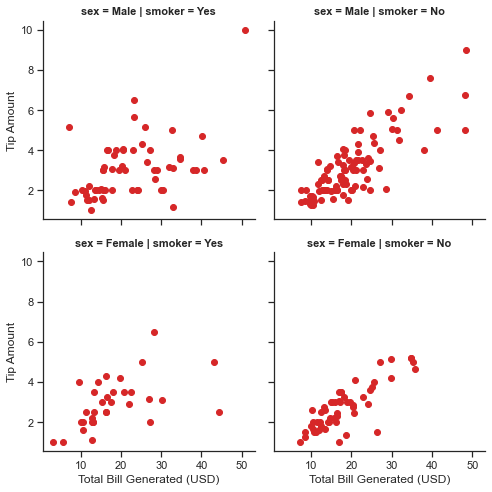 sex = Male | smoker = Yes
sex = Male | smoker = No
10
8
6
4
2
Tip Amount
sex = Female | smoker = Yes
sex = Female | smoker = No
10
8
6
4
2
Tip Amount
10 20 30 40 50
10 20 30 40 50
Total Bill Generated (USD)
Total Bill Generated (USD)